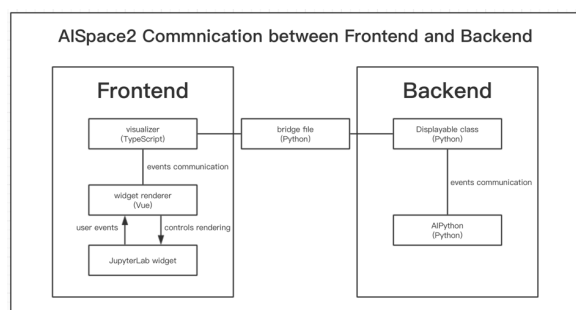 AISpace2 Commnication between Frontend and Backend
Frontend
Backend
visualizer
(TypeScript)
bridge file
(Python)
Displayable class
(Python)
events communication
events communication
widget renderer
(Vue)
user events
controls rendering
AIPython
(Python)
JupyterLab widget